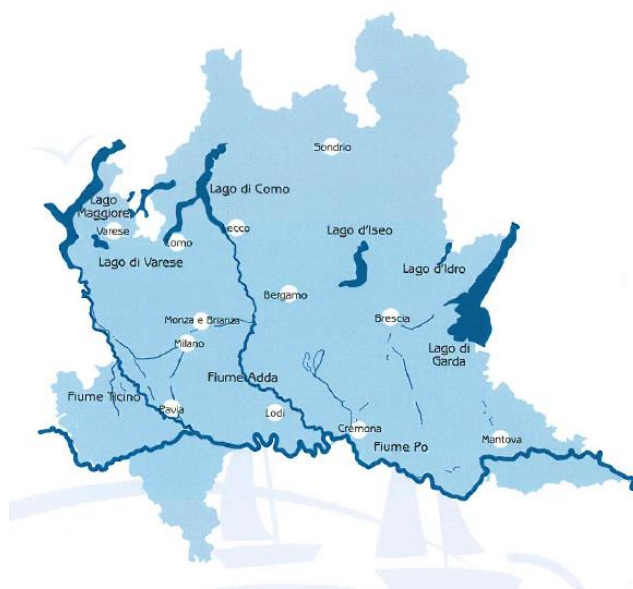 Sondrio
Lago di Como
Lago
Maggiore
Varese
Lecco
Lago d'Iseo
Como
Lago di Varese
Lago d'Idro
Bergamo
Monza e Brianza
Brescia
Milano
Lago di
Garda
Fiume Adda
Fiume Ticino
Pavia
Lodi
Cremona
Fiume Po
Mantova